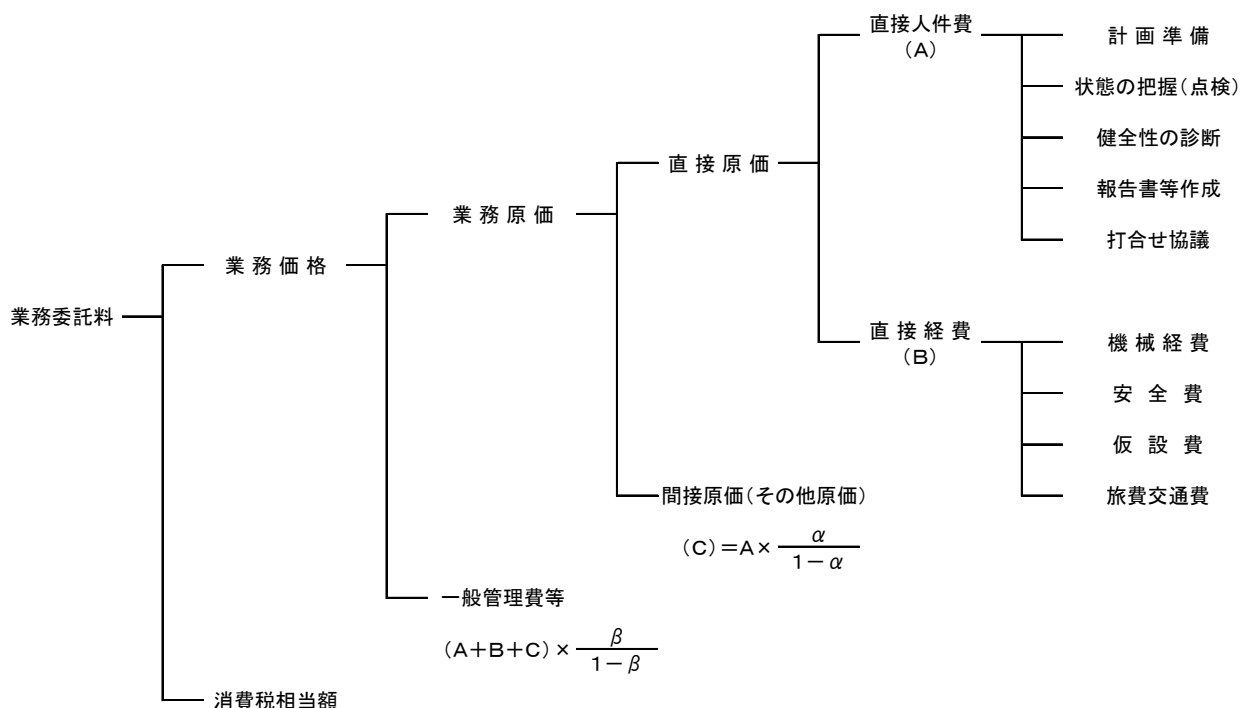 直接人件費
(A)
計画準備
状態の把握(点検)
健全性の診断
報告書等作成
打合せ協議
直接原価
業務原価
業務価格
業務委託料
直接経費
(B)
機械経費
安全費
仮設費
旅費交通費
間接原価(その他原価)
(C)=A× α
1-α
一般管理費等
(A+B+C)× β
1-β
消費税相当額